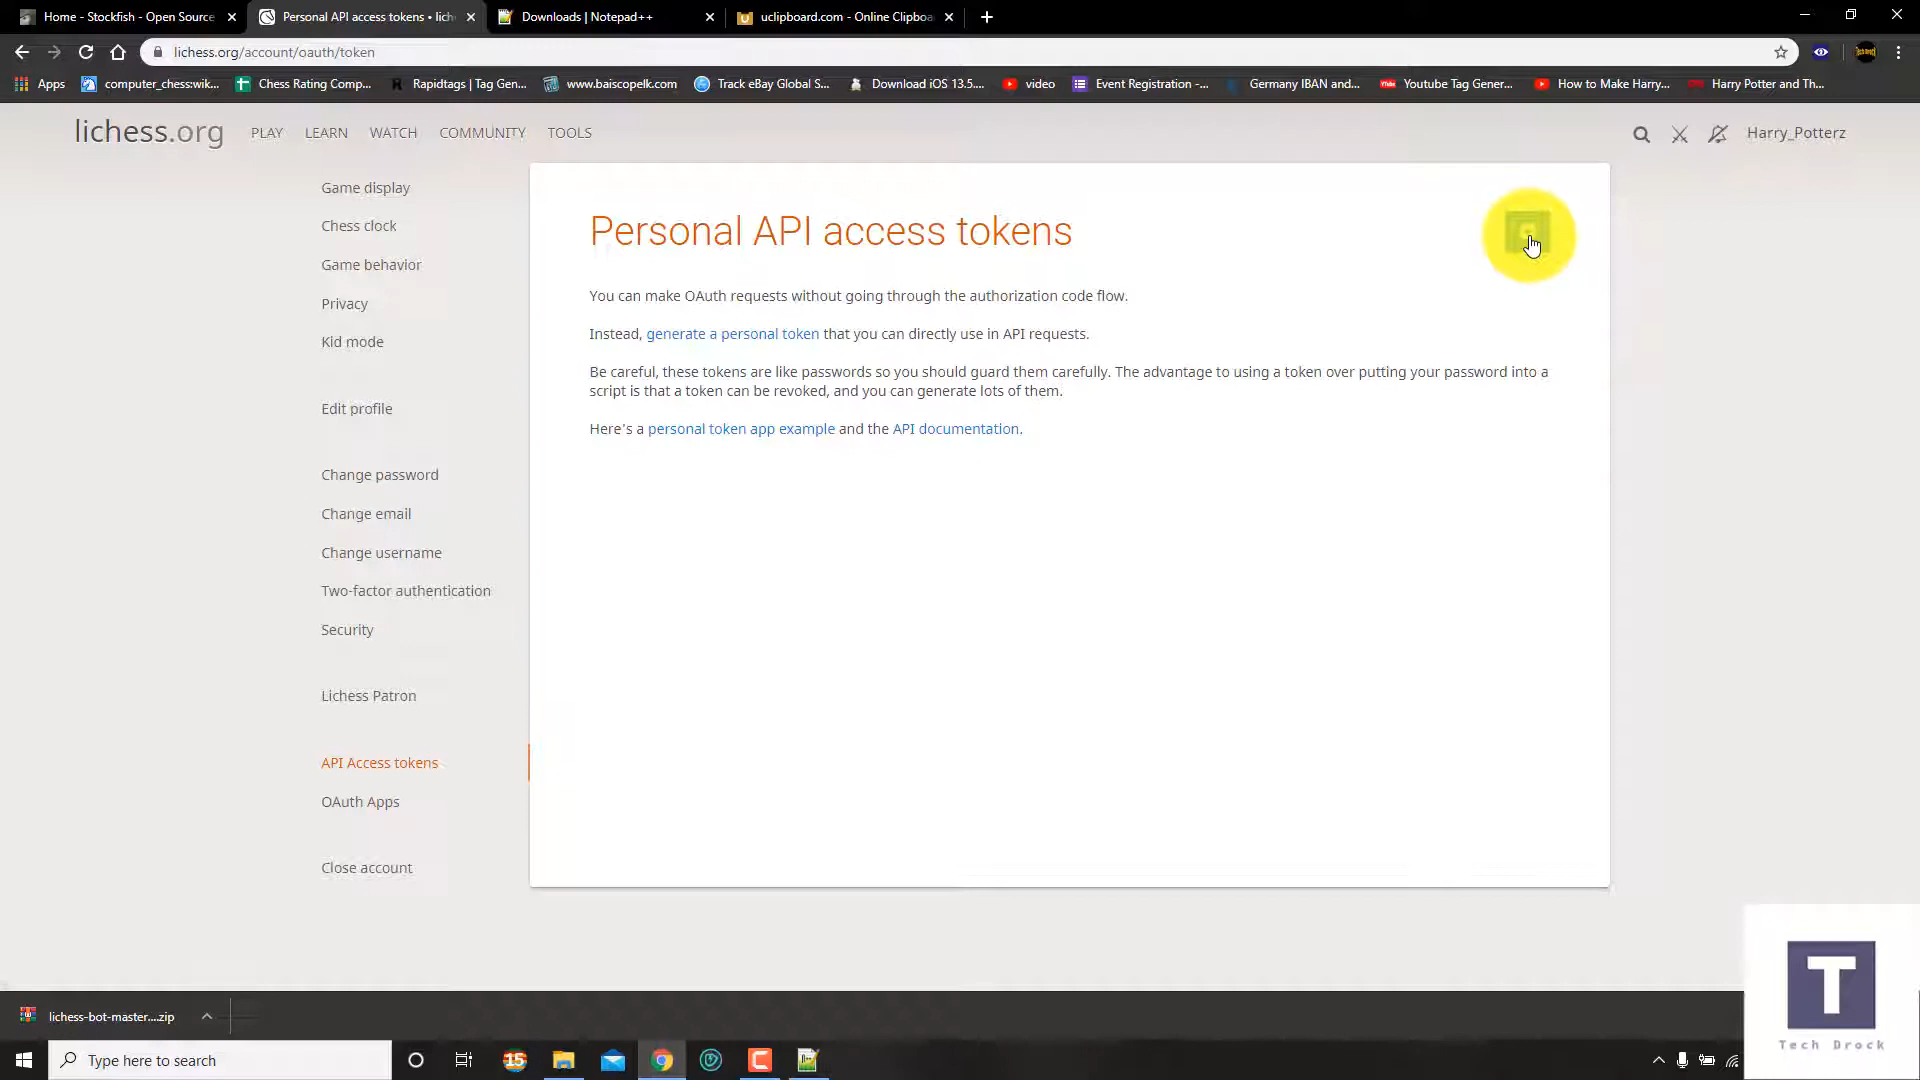 Home - Stockfish - Open Source
Personal API access tokens • lich
Downloads | Notepad++
uclipboard.com - Online Clipboa
lichess.org/account/oauth/token
Apps
computer_chess:wik...
Chess Rating Comp...
Rapidtags | Tag Gen...
www.baiscopelk.com
Track eBay Global S...
Download iOS 13.5....
video
Event Registration -...
Germany IBAN and...
Youtube Tag Gener...
How to Make Harry...
Harry Potter and Th...
lichess.org
PLAY
LEARN
WATCH
COMMUNITY
TOOLS
Harry_Potterz
Game display
Chess clock
Game behavior
Privacy
Kid mode
Edit profile
Change password
Change email
Change username
Two-factor authentication
Security
Lichess Patron
API Access tokens
OAuth Apps
Close account
Personal API access tokens
You can make OAuth requests without going through the authorization code flow.
Instead, generate a personal token that you can directly use in API requests.
Be careful, these tokens are like passwords so you should guard them carefully. The advantage to using a token over putting your password into a
script is that a token can be revoked, and you can generate lots of them.
Here's a personal token app example and the API documentation.
lichess-bot-master....zip
Type here to search
15
T
Tech Drock